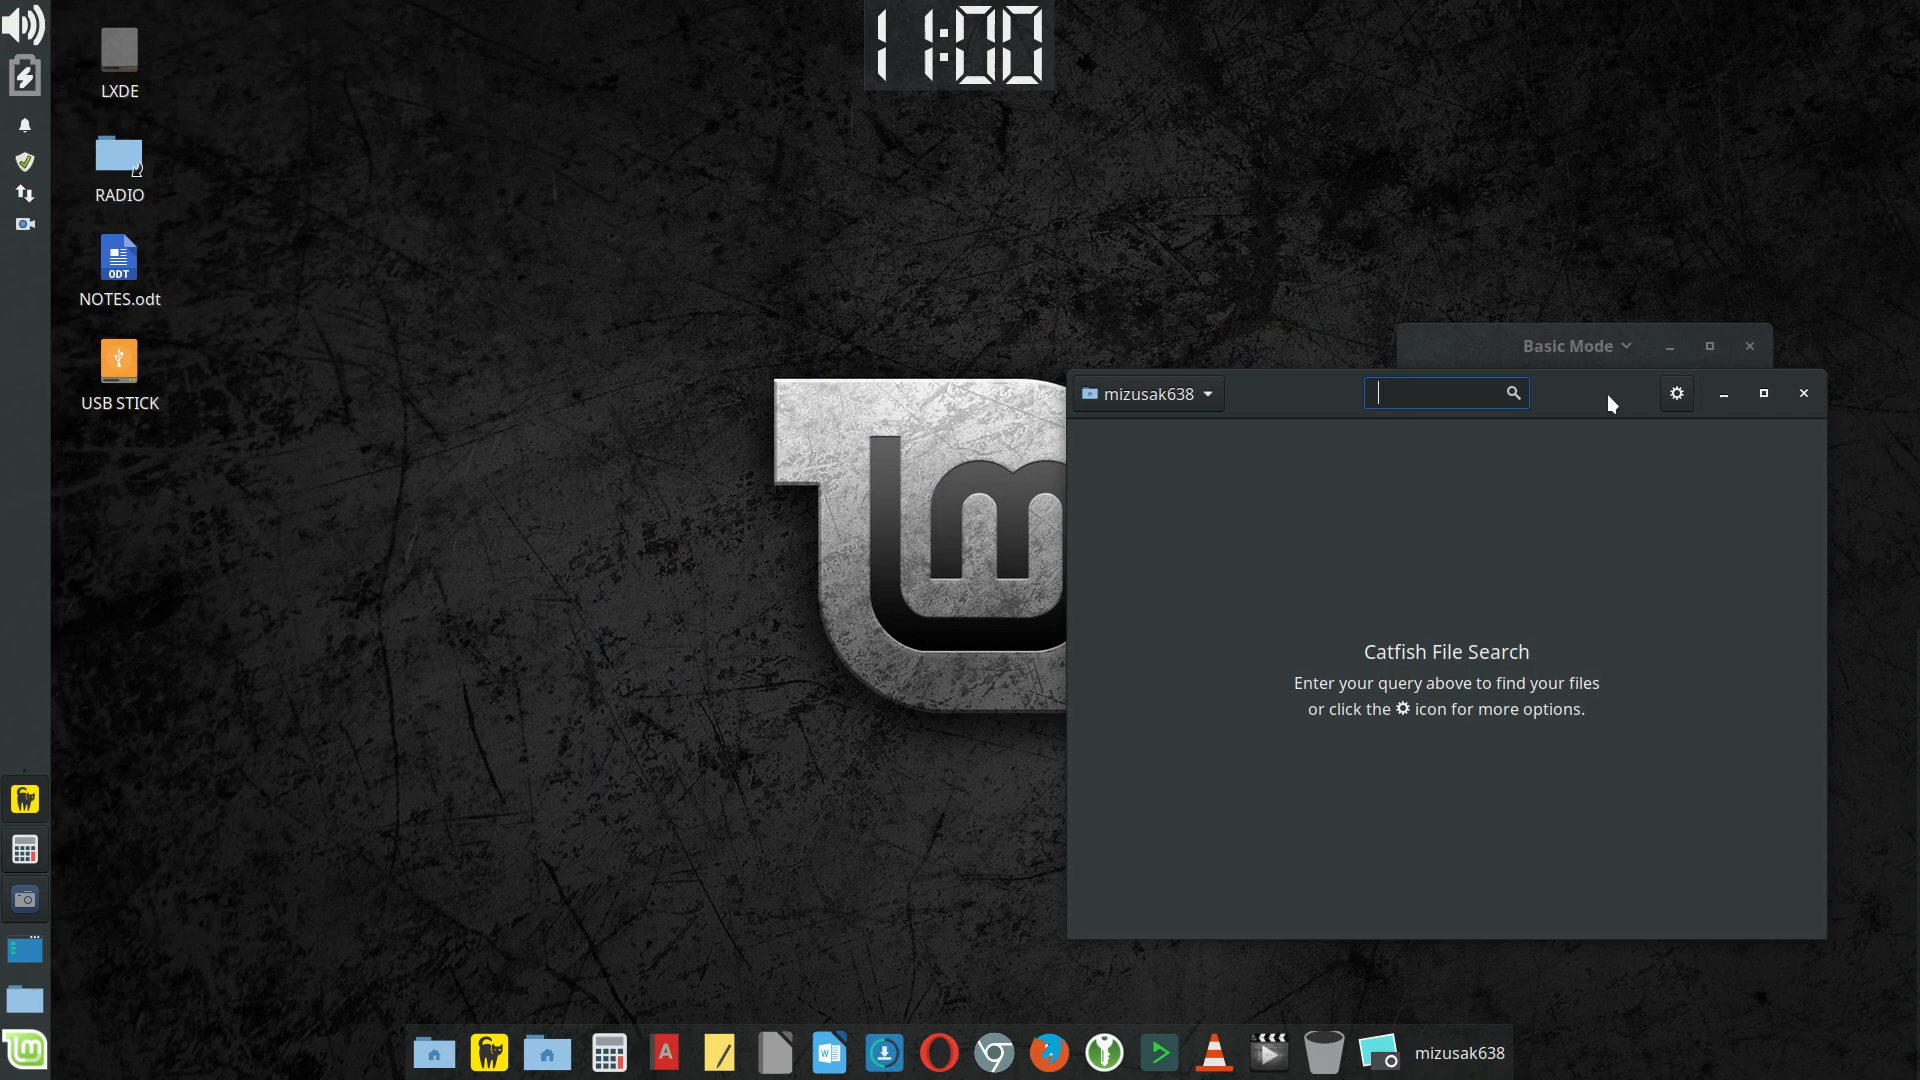 11:00
LXDE
RADIO
ODT
NOTES.odt
USB STICK
Basic Mode
mizusak638
Catfish File Search
Enter your query above to find your files
or click the icon for more options.
lm
A
W
mizusak638